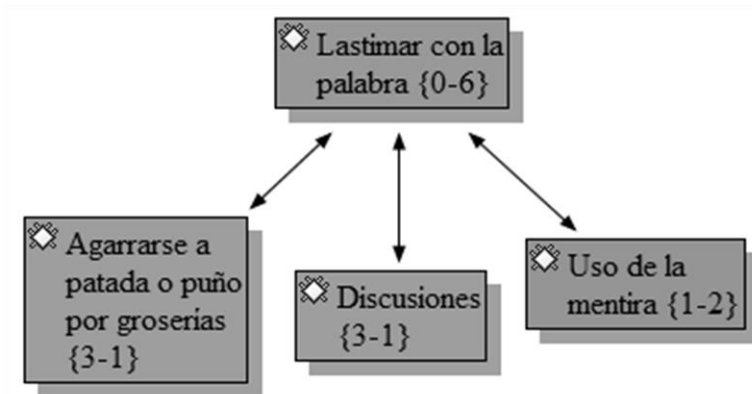 Lastimar con la
palabra {0-6}
Agarrarse a
patada o puño
por groserías
{3-1}
Discusiones
{3-1}
Uso de la
mentira {1-2}